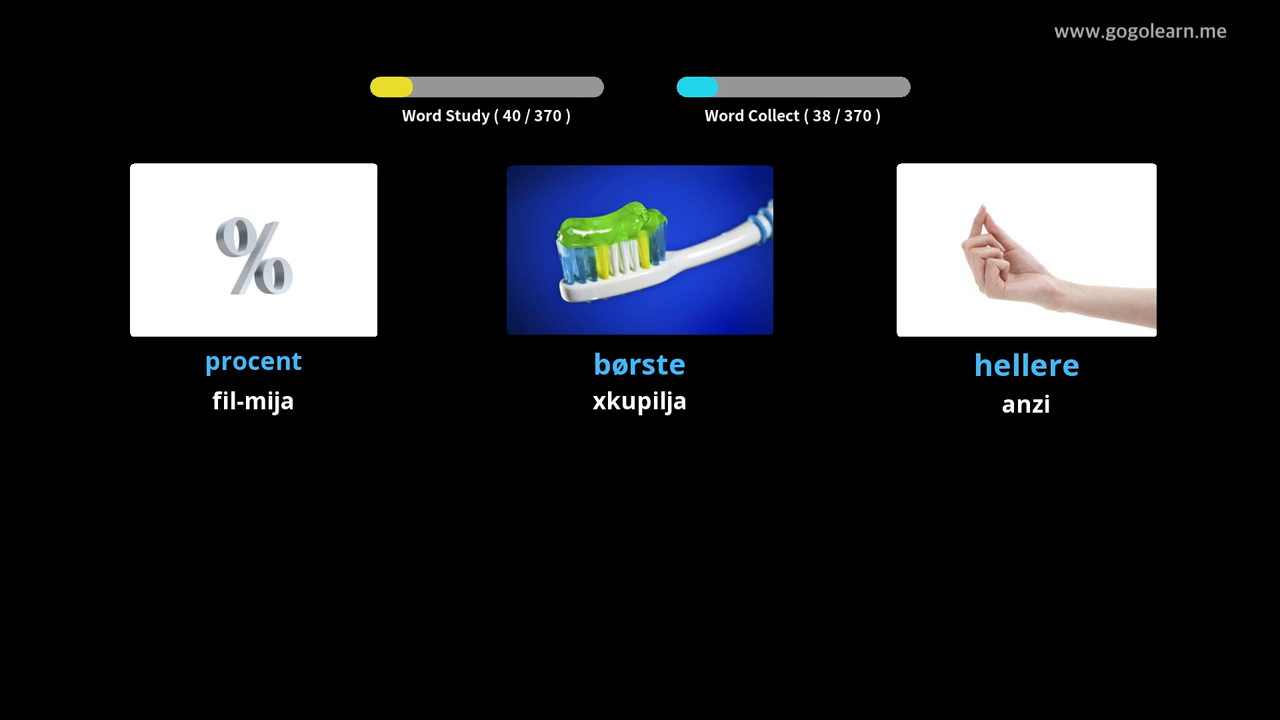 www.gogolearn.me
Word Study ( 40 / 370 )
Word Collect ( 38 / 370 )
%
procent
fil-mija
børste
xkupilja
hellere
anzi